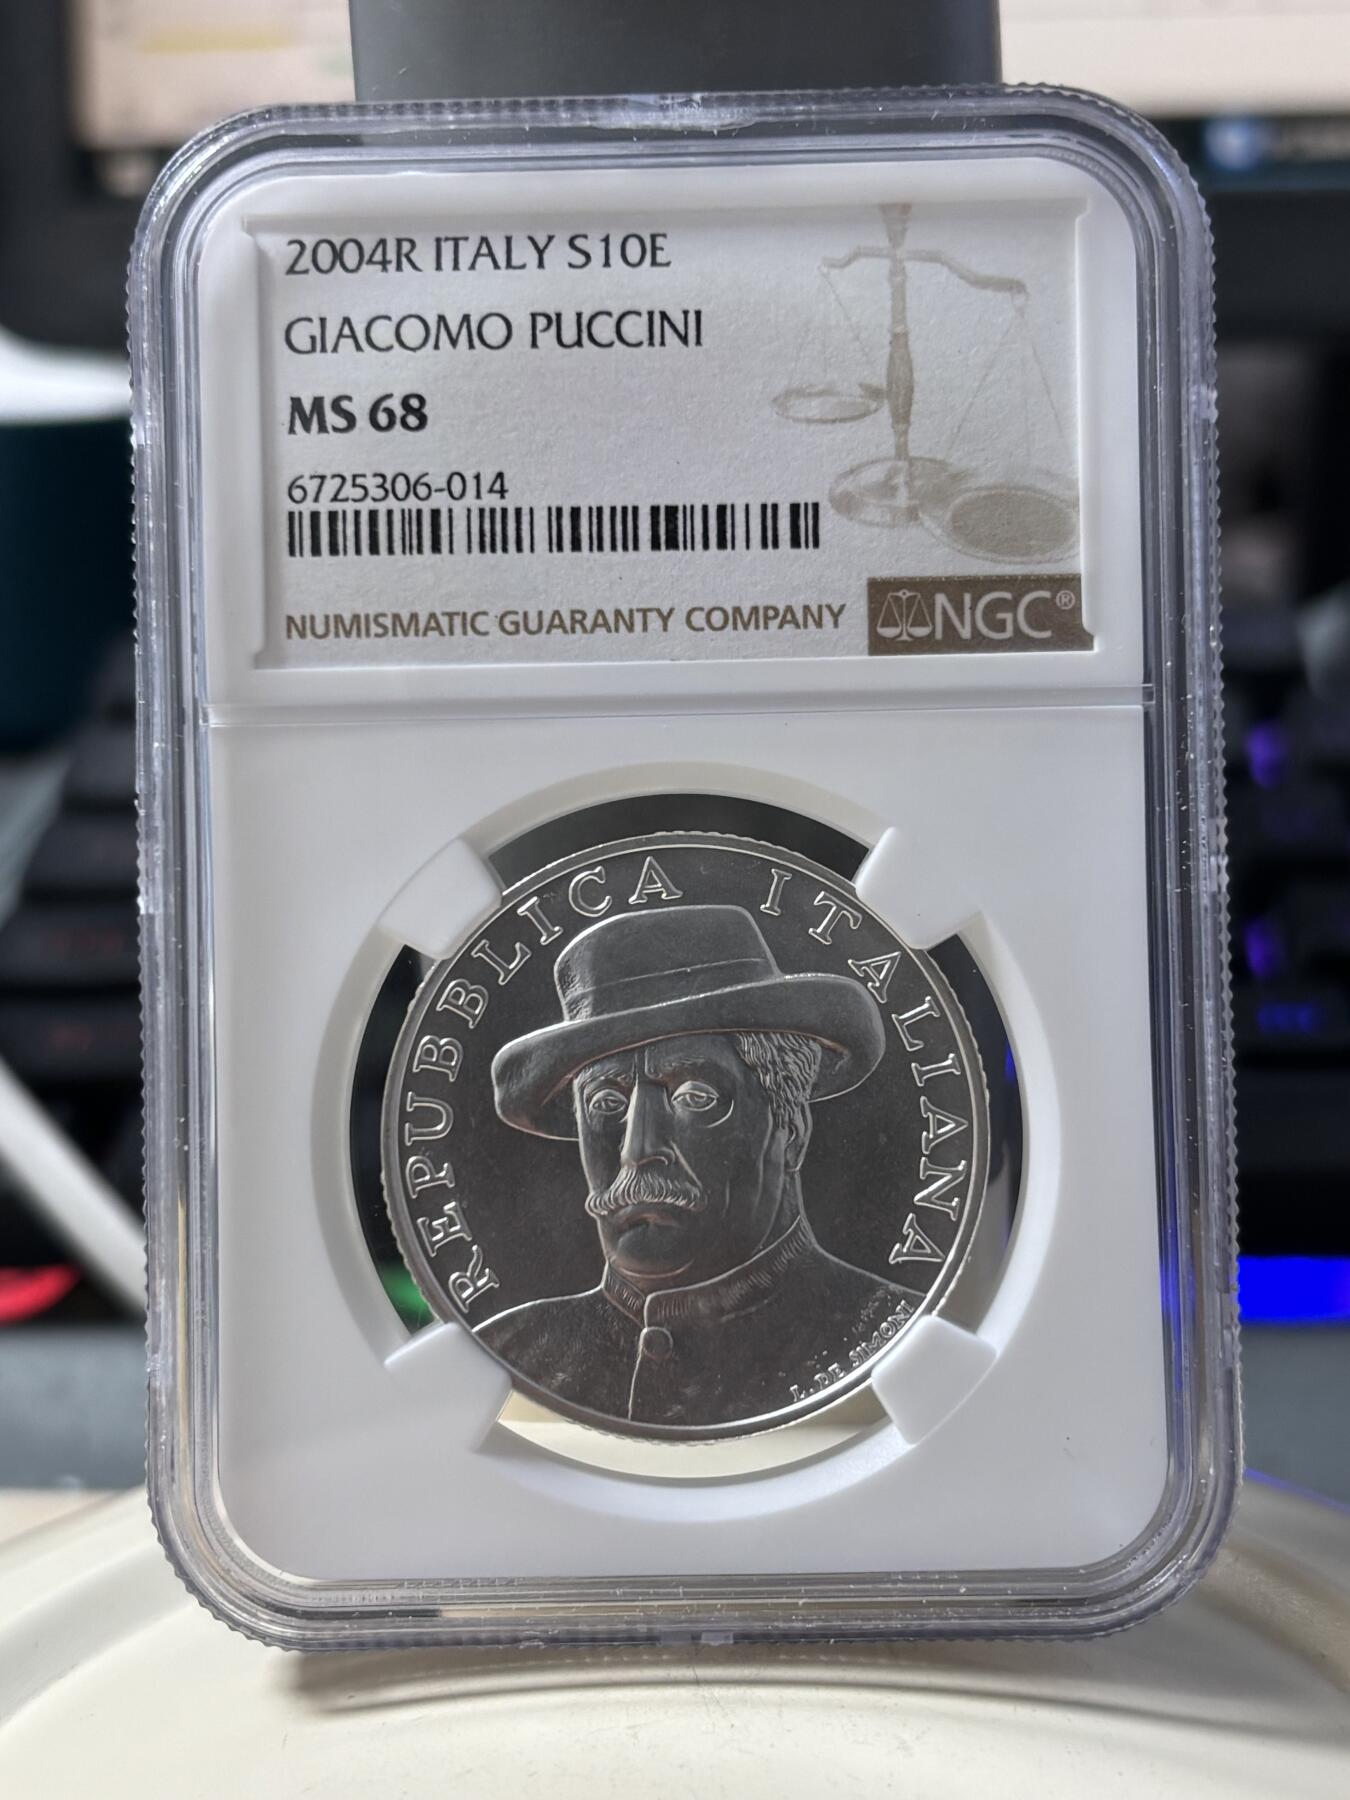 2004R ITALY S10E
GIACOMO PUCCINI
MS 68
6725306-014
NUMISMATIC GUARANTY COMPANY
NGC®
REPUBBLICA ITALIANA
L. DE SIMONI